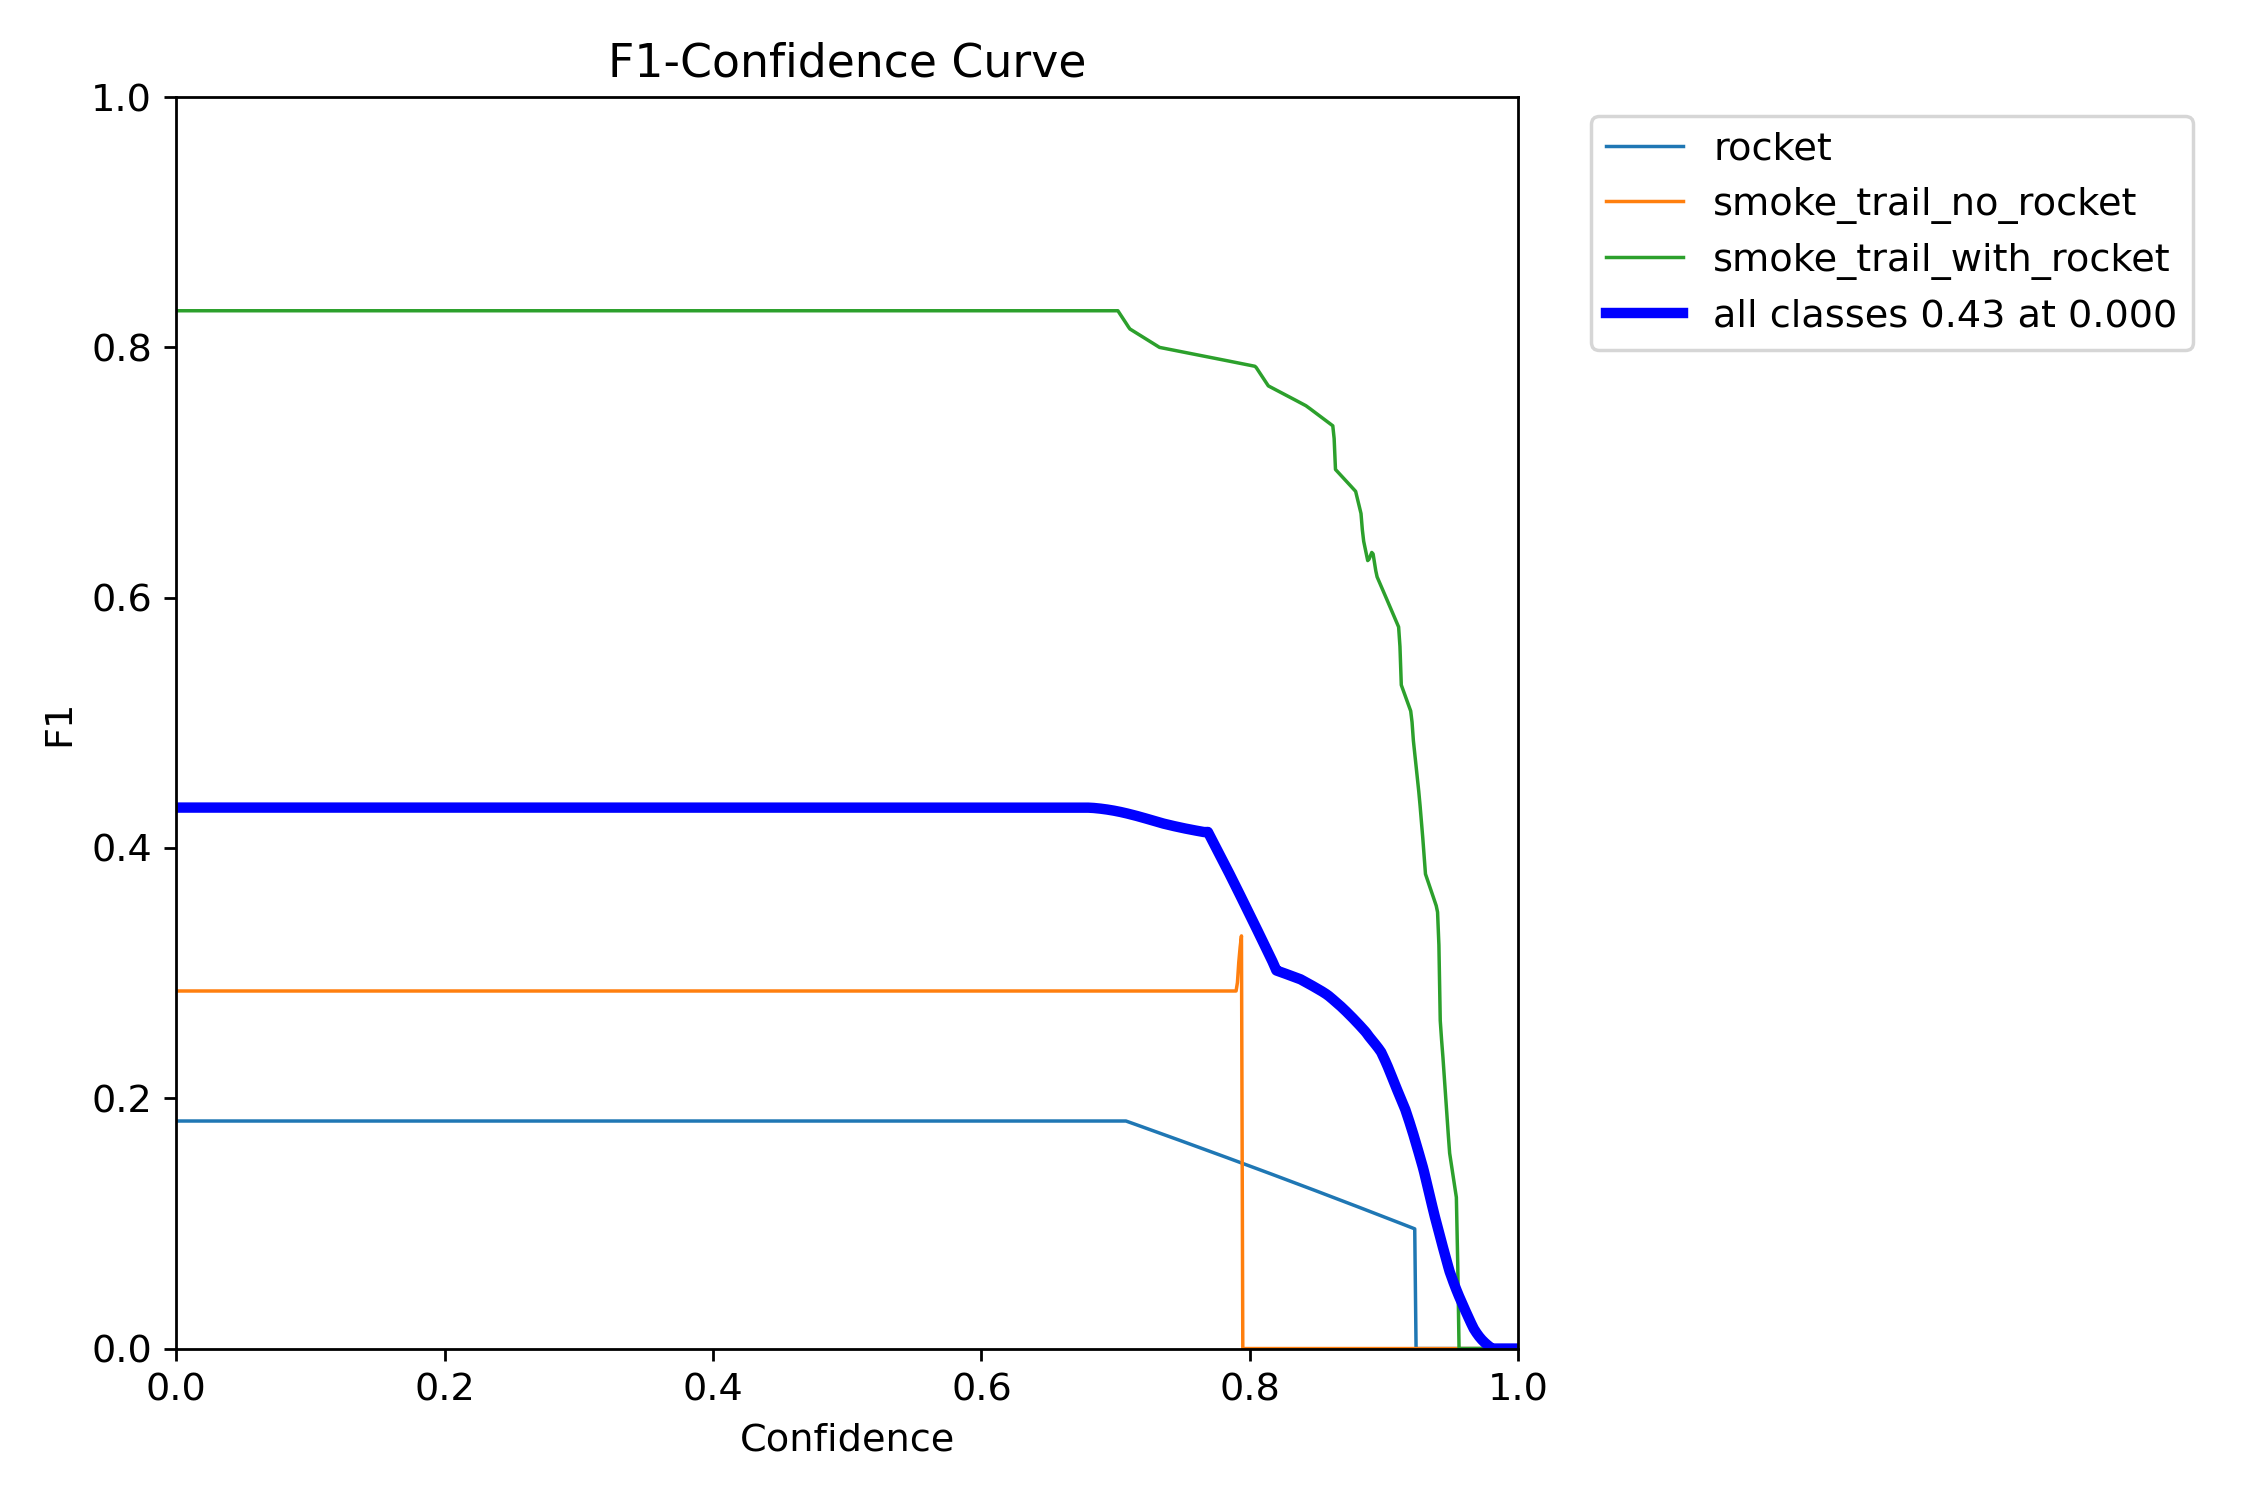 F1-Confidence Curve
1.0
0.8
0.6
0.4
0.2
0.0
F1
0.0 0.2 0.4 0.6 0.8 1.0
Confidence
rocket
smoke_trail_no_rocket
smoke_trail_with_rocket
all classes 0.43 at 0.000